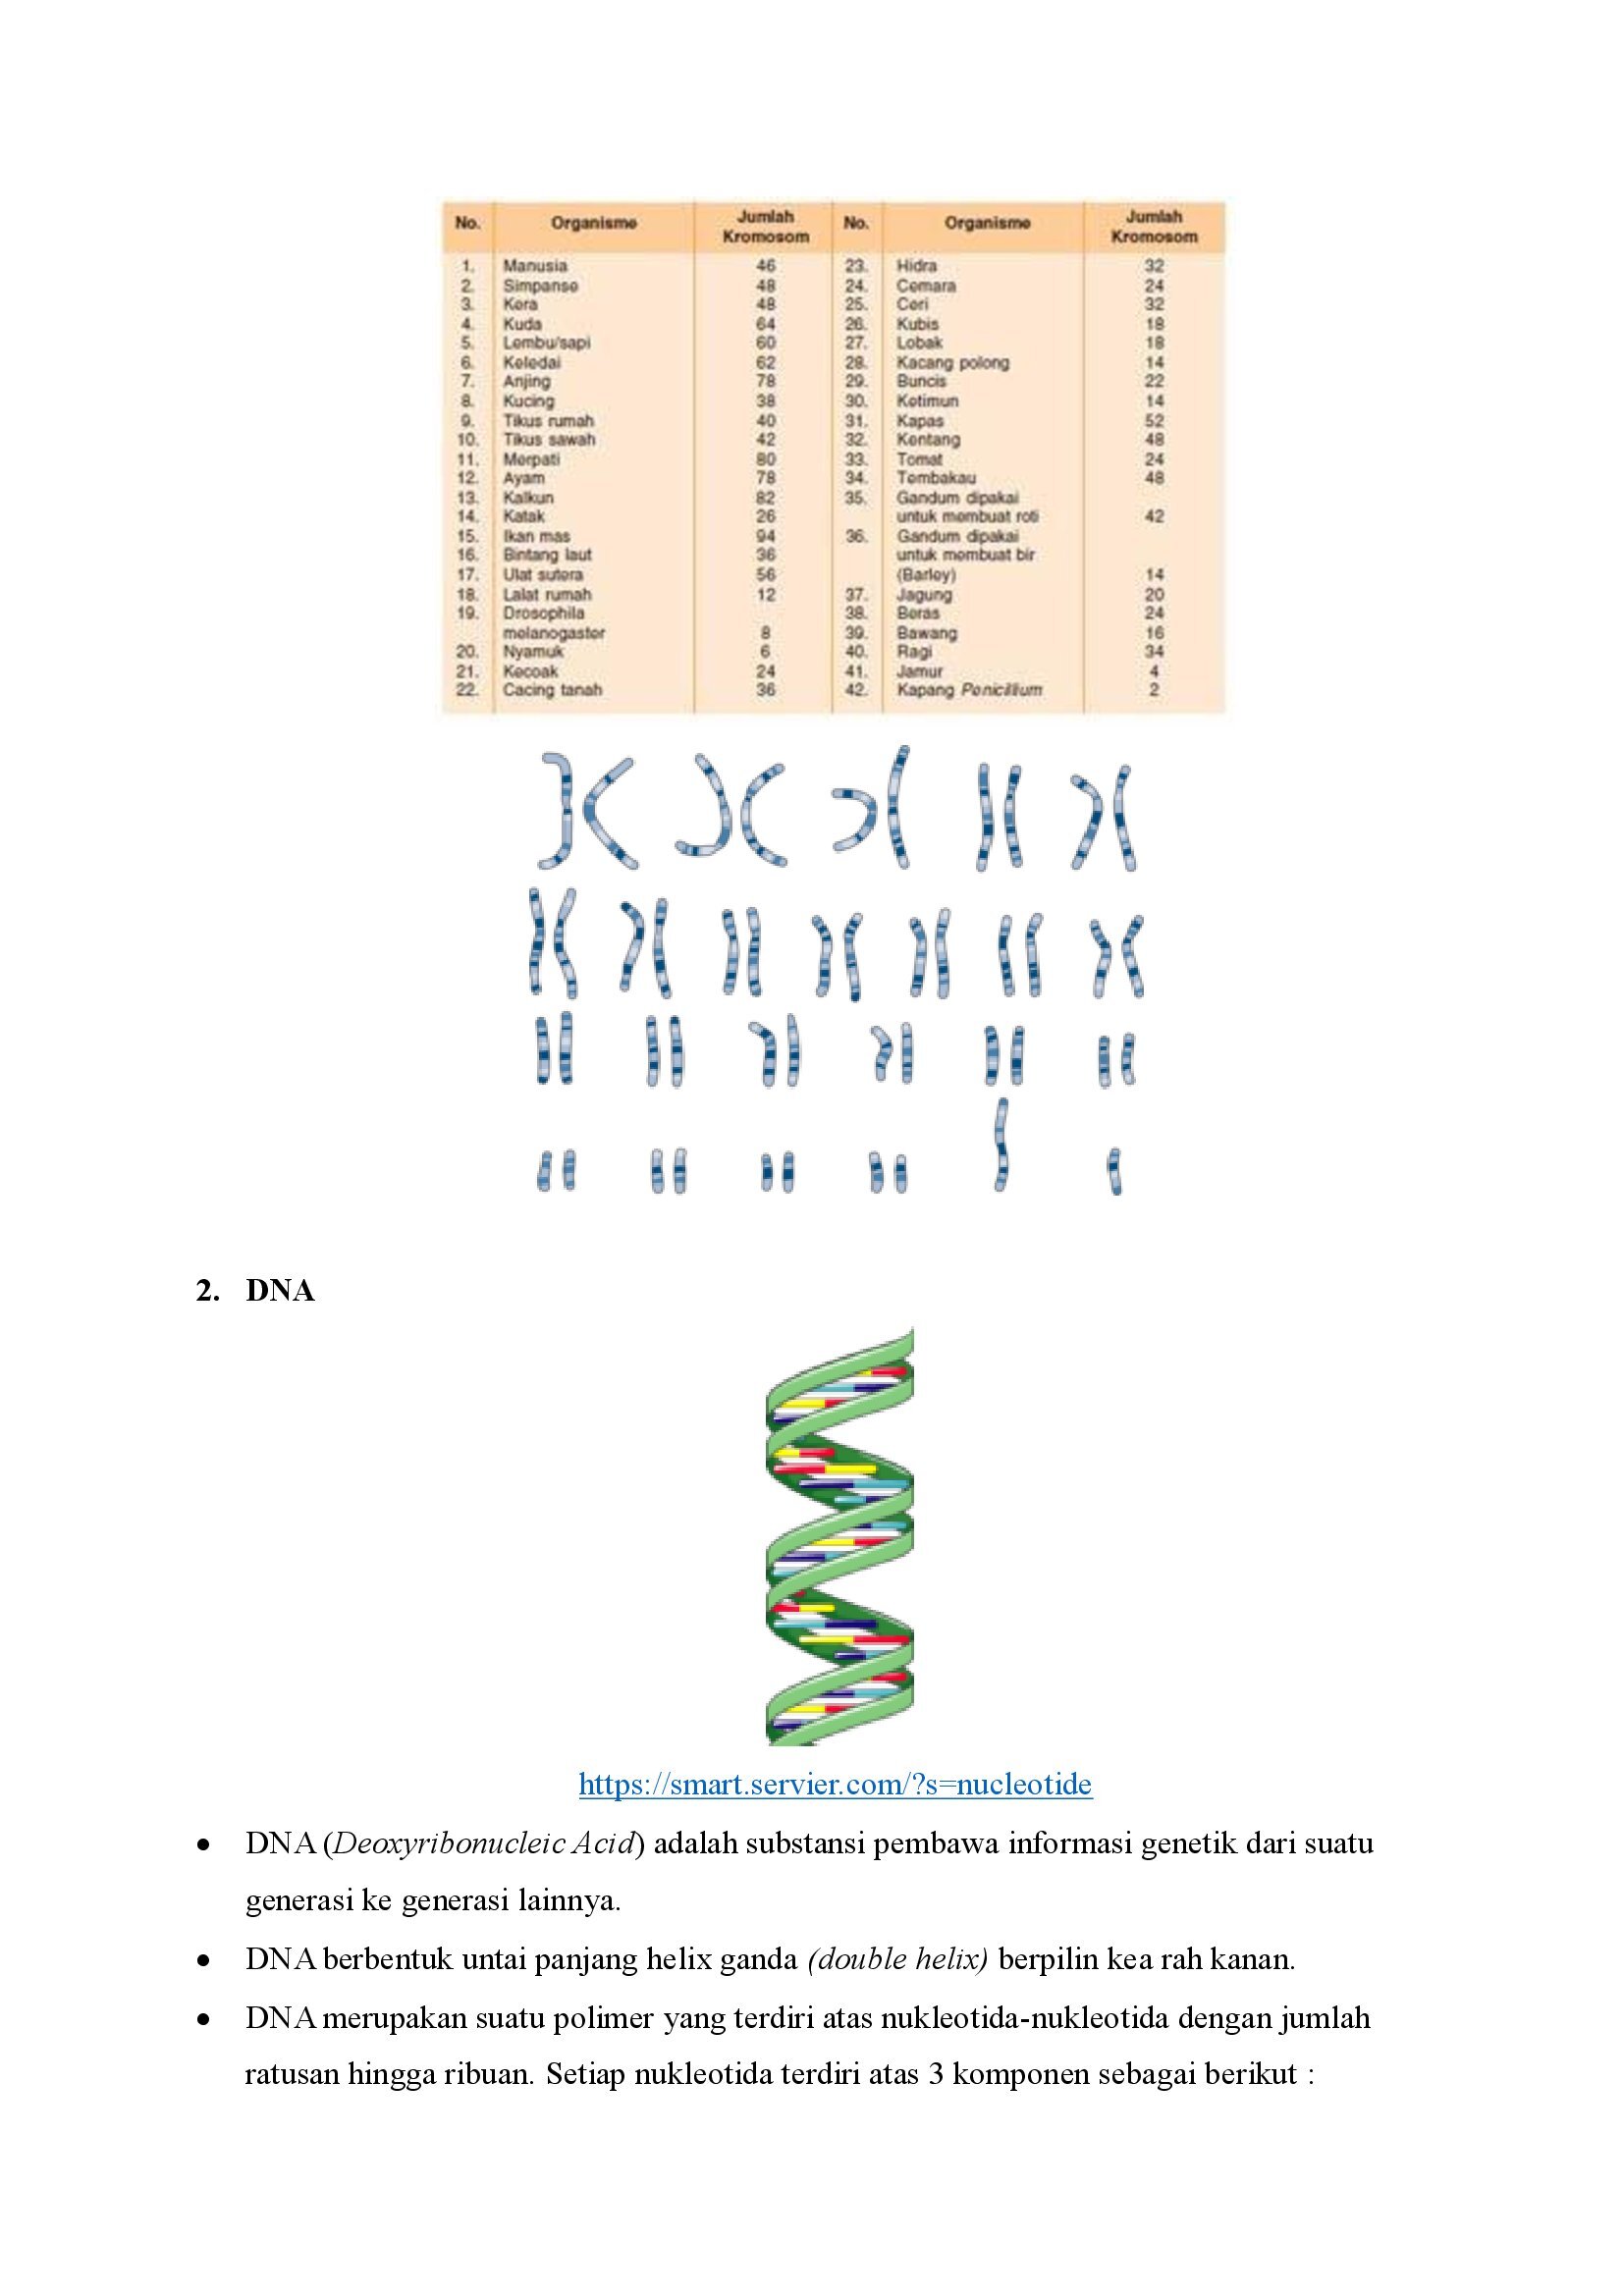 No. Organisme Jumlah Kromosom No. Organisme Jumlah Kromosom
1. Manusia 46 23. Hidra 32
2. Simpanse 48 24. Cemara 24
3. Kera 48 25. Ceri 32
4. Kuda 64 26. Kubis 18
5. Lembu/sapi 60 27. Lobak 18
6. Keledai 62 28. Kacang polong 14
7. Anjing 78 29. Buncis 22
8. Kucing 38 30. Ketimun 14
9. Tikus rumah 40 31. Kapas 52
10. Tikus sawah 42 32. Kentang 48
11. Merpati 80 33. Tomat 24
12. Ayam 78 34. Tembakau 48
13. Kalkun 82 35. Gandum dipakai
14. Katak 26 untuk membuat roti 42
15. Ikan mas 94 36. Gandum dipakai
16. Bintang laut 36 untuk membuat bir
17. Ulat sutera 56 (Barley) 14
18. Lalat rumah 12 37. Jagung 20
19. Drosophila 38. Beras 24
melanogaster 8 39. Bawang 16
20. Nyamuk 6 40. Ragi 34
21. Kecoak 24 41. Jamur 4
22. Cacing tanah 36 42. Kapang Penicillium 2
2. DNA
https://smart.servier.com/?s=nucleotide
• DNA (Deoxyribonucleic Acid) adalah substansi pembawa informasi genetik dari suatu
generasi ke generasi lainnya.
• DNA berbentuk untai panjang helix ganda (double helix) berpilin kea rah kanan.
• DNA merupakan suatu polimer yang terdiri atas nukleotida-nukleotida dengan jumlah
ratusan hingga ribuan. Setiap nukleotida terdiri atas 3 komponen sebagai berikut :